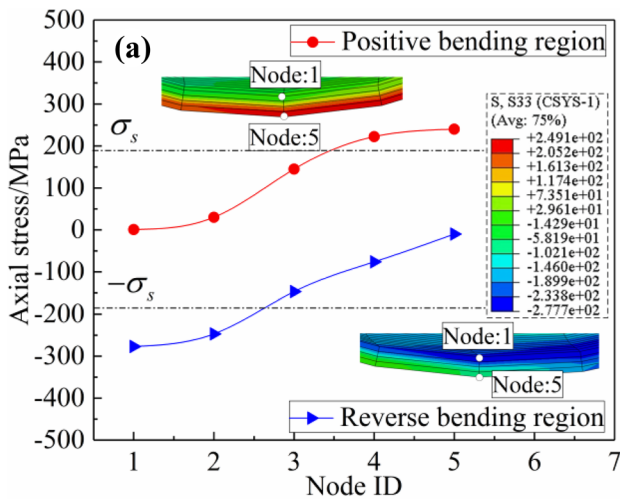 (a)
Positive bending region
Node:1
Node:5
S, S33 (CSYS-1)
(Avg: 75%)
+2.491e+02
+2.052e+02
+1.613e+02
+1.174e+02
+7.351e+01
+2.961e+01
-1.429e+01
-5.819e+01
-1.021e+02
-1.460e+02
-1.899e+02
-2.338e+02
-2.777e+02
σs
-σs
Node:1
Node:5
Reverse bending region
500
400
300
200
100
0
-100
-200
-300
-400
-500
Axial stress/MPa
1 2 3 4 5 6 7
Node ID